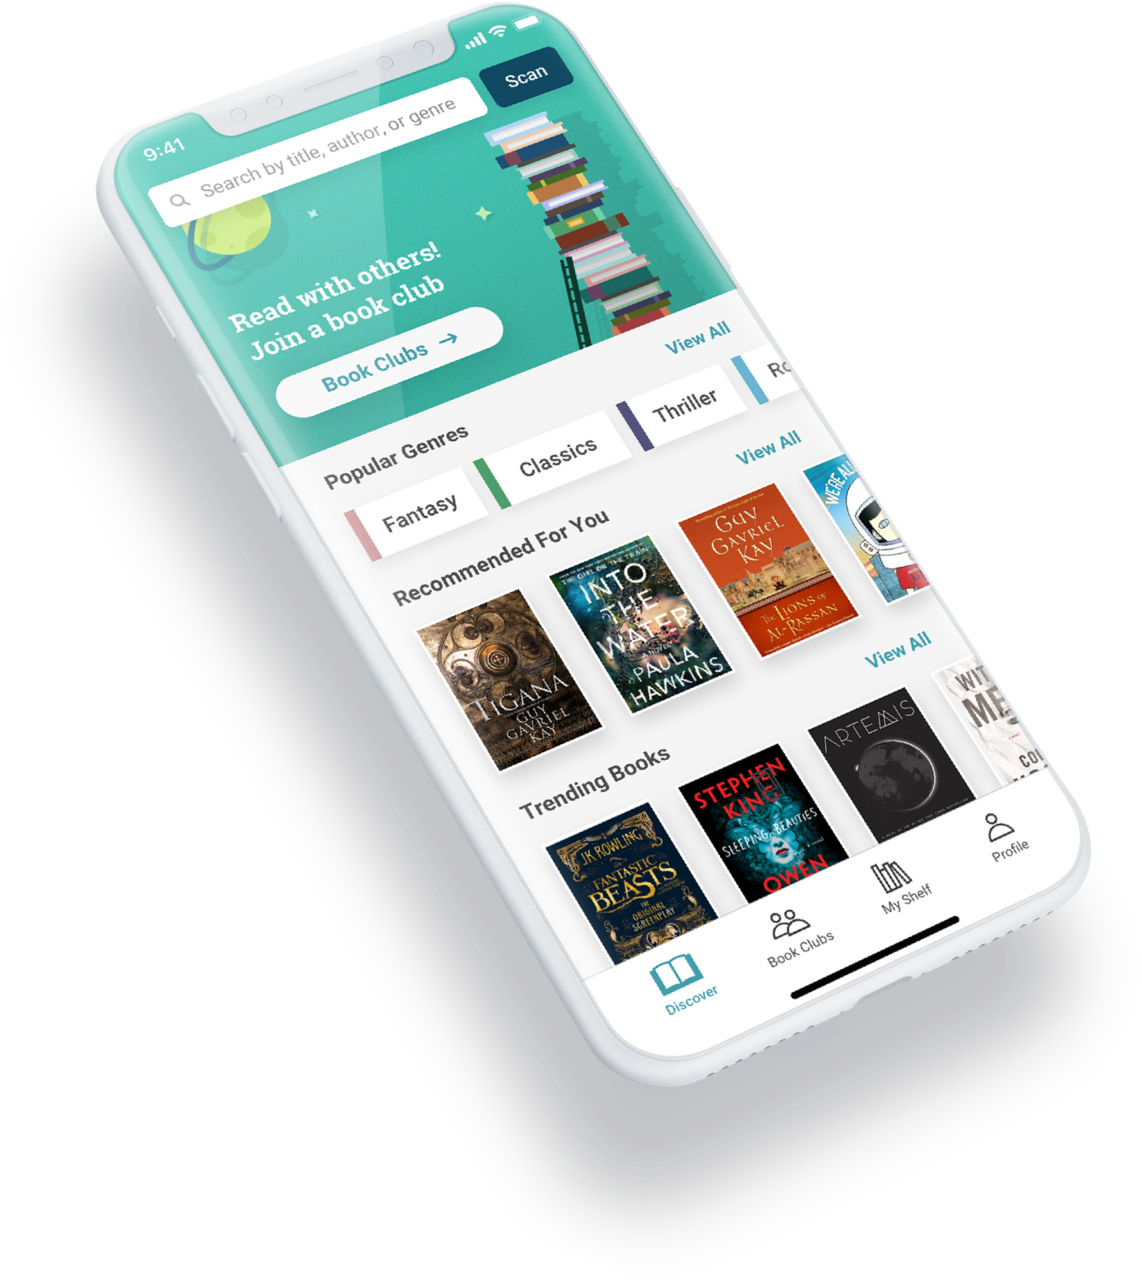 9:41
Search by title, author, or genre
Scan
Read with others!
Join a book club
Book Clubs →
Popular Genres
View All
Fantasy
Classics
Thriller
Ro
Recommended For You
View All
TIGANA
GUY
GAVRIEL
KAY
THE GIRL ON THE TRAIN
INTO
THE
WATER
A NOVEL
PAULA
HAWKINS
GUY
GAVRIEL
KAY
The LIONS of
AL-RASSAN
WE'RE ALL
Trending Books
View All
JK ROWLING
FANTASTIC
BEASTS
THE
ORIGINAL
SCREENPLAY
STEPHEN
KING
SLEEPING BEAUTIES
a novel
OWEN
ARTEMIS
WIT
ME
COL
Discover
Book Clubs
My Shelf
Profile